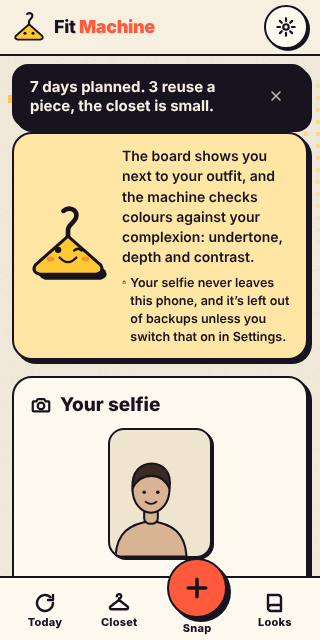 Fit Machine
7 days planned. 3 reuse a
piece, the closet is small.
The board shows you
next to your outfit, and
the machine checks
colours against your
complexion: undertone,
depth and contrast.
Your selfie never leaves
this phone, and it's left out
of backups unless you
switch that on in Settings.
Your selfie
Today
Closet
Snap
Looks